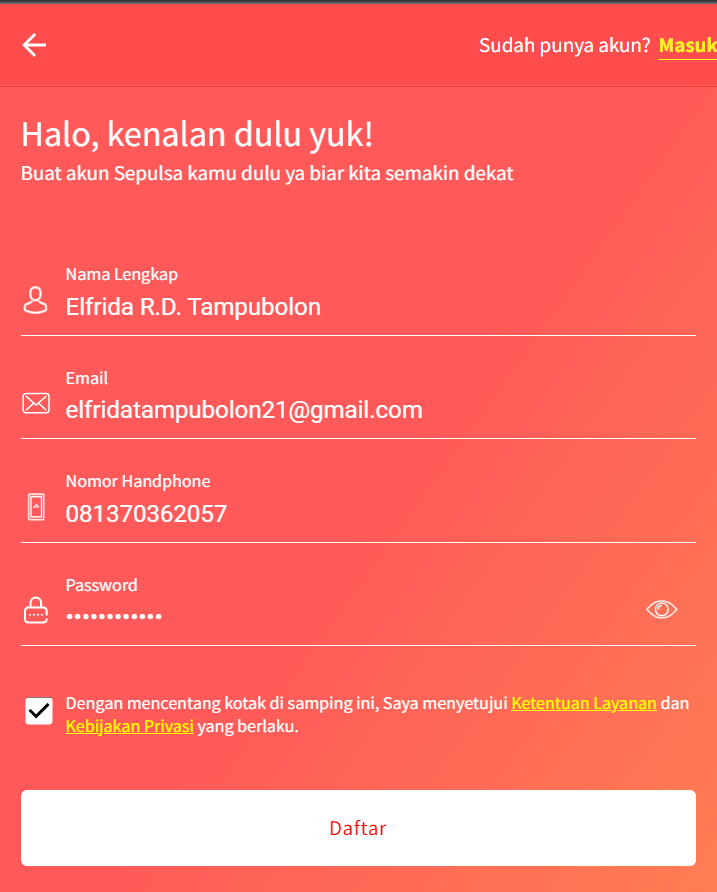 Sudah punya akun? Masuk
Halo, kenalan dulu yuk!
Buat akun Sepulsa kamu dulu ya biar kita semakin dekat
Nama Lengkap
Elfrida R.D. Tampubolon
Email
elfridatampubolon21@gmail.com
Nomor Handphone
081370362057
Password
••••••••••••
Dengan mencentang kotak di samping ini, Saya menyetujui Ketentuan Layanan dan
Kebijakan Privasi yang berlaku.
Daftar